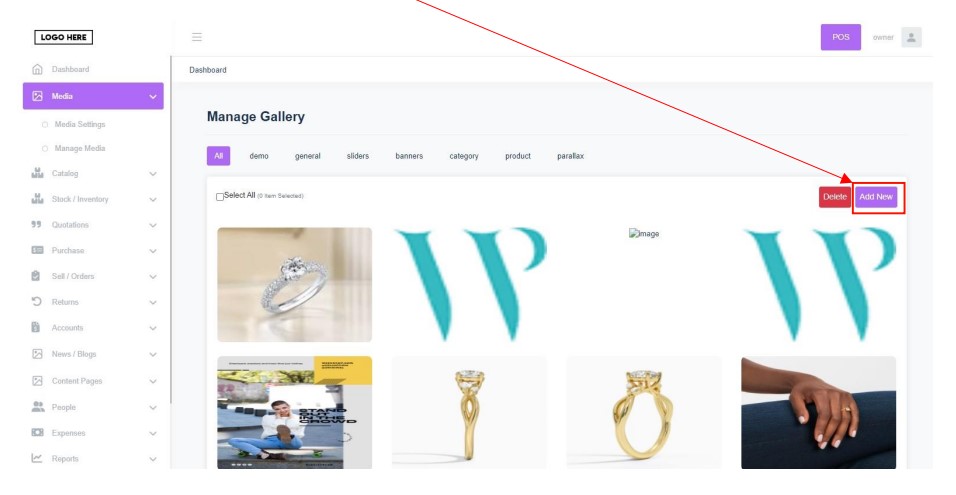 LOGO HERE
POS
owner
Dashboard
Dashboard
Media
Media Settings
Manage Media
Catalog
Stock / Inventory
Quotations
Purchase
Sell / Orders
Returns
Accounts
News / Blogs
Content Pages
People
Expenses
Reports
Manage Gallery
All demo general sliders banners category product parallax
Select All (0 Item Selected)
Delete Add New
image
STAND
OUT
IN THE
CROWD